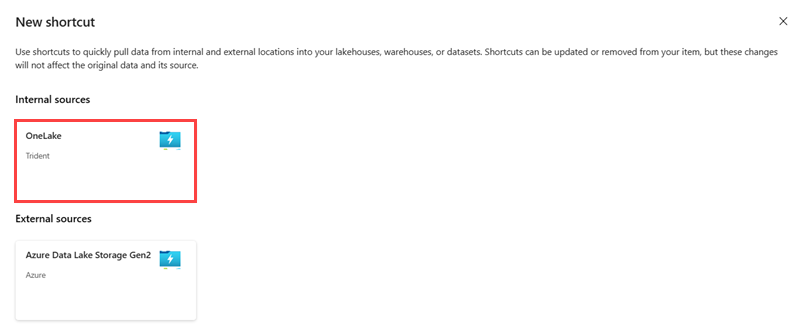 New shortcut
Use shortcuts to quickly pull data from internal and external locations into your lakehouses, warehouses, or datasets. Shortcuts can be updated or removed from your item, but these changes
will not affect the original data and its source.
Internal sources
OneLake
Trident
External sources
Azure Data Lake Storage Gen2
Azure